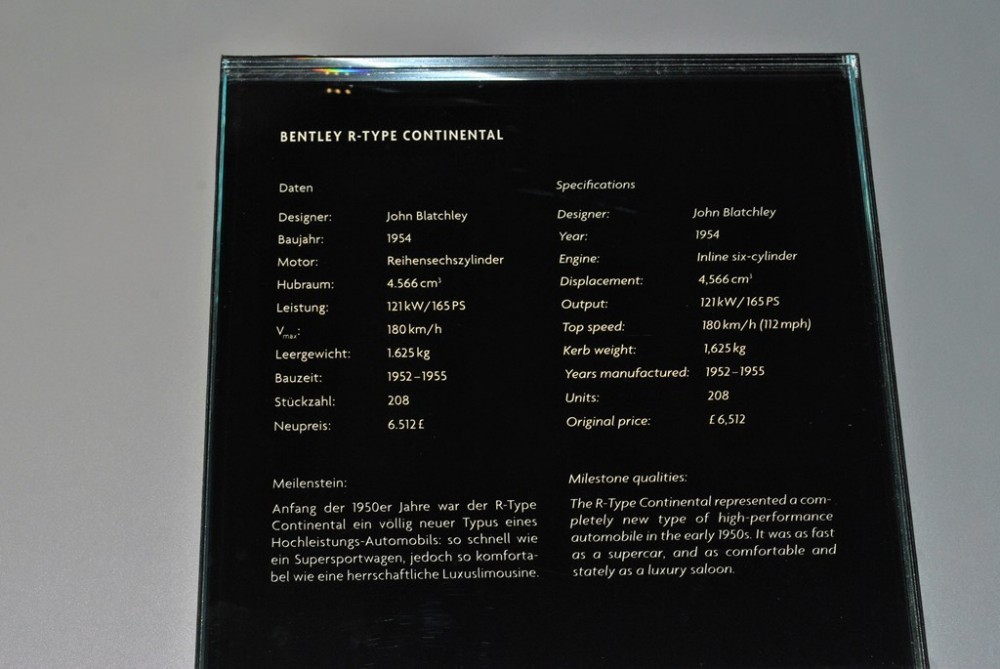 BENTLEY R-TYPE CONTINENTAL
Daten
Designer: John Blatchley
Baujahr: 1954
Motor: Reihensechszylinder
Hubraum: 4.566 cm³
Leistung: 121 kW/165 PS
Vmax: 180 km/h
Leergewicht: 1.625 kg
Bauzeit: 1952–1955
Stückzahl: 208
Neupreis: 6.512 £
Meilenstein:
Anfang der 1950er Jahre war der R-Type
Continental ein völlig neuer Typus eines
Hochleistungs-Automobils: so schnell wie
ein Supersportwagen, jedoch so komforta-
bel wie eine herrschaftliche Luxuslimousine.
Specifications
Designer: John Blatchley
Year: 1954
Engine: Inline six-cylinder
Displacement: 4,566 cm³
Output: 121 kW/165 PS
Top speed: 180 km/h (112 mph)
Kerb weight: 1,625 kg
Years manufactured: 1952–1955
Units: 208
Original price: £ 6,512
Milestone qualities:
The R-Type Continental represented a com-
pletely new type of high-performance
automobile in the early 1950s. It was as fast
as a supercar, and as comfortable and
stately as a luxury saloon.